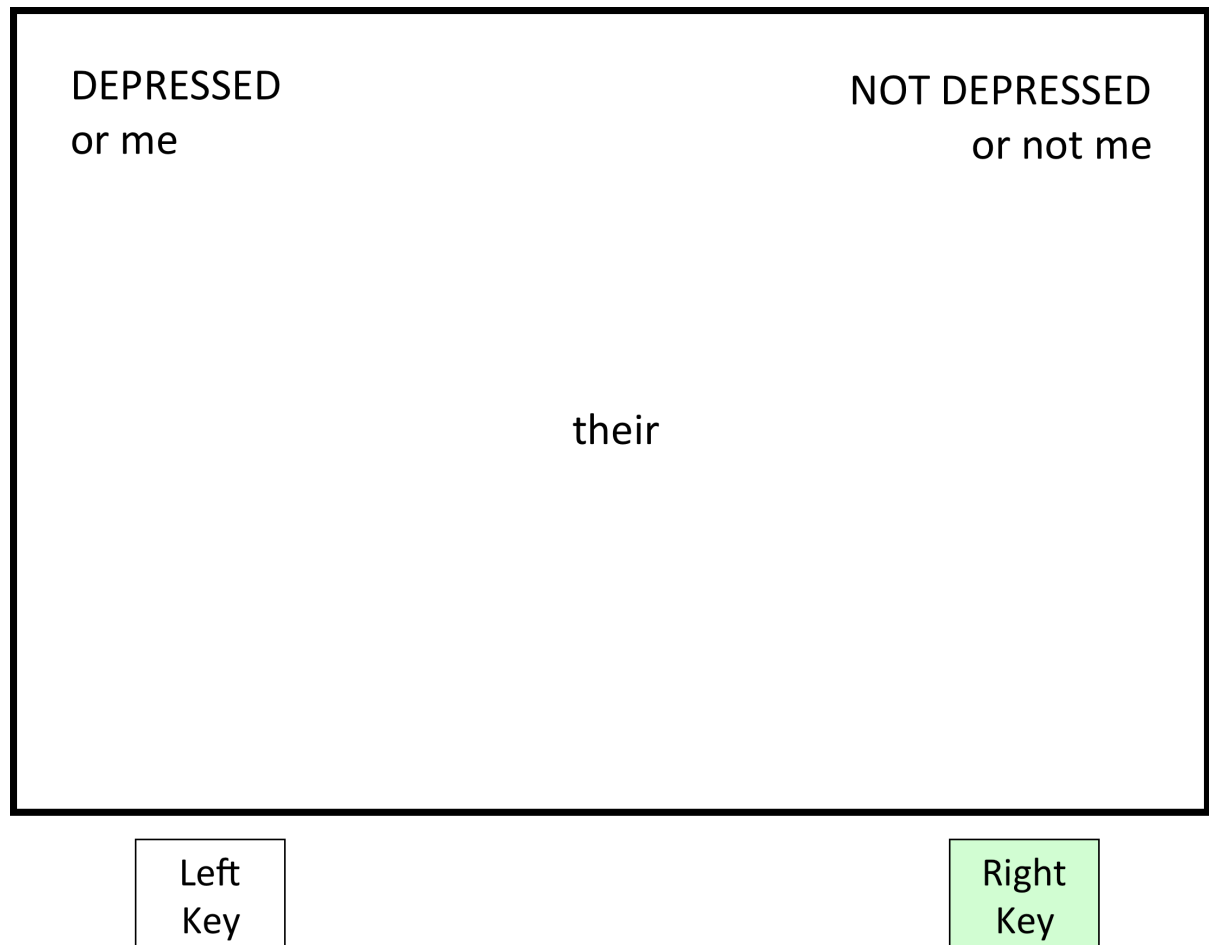 DEPRESSED
or me
NOT DEPRESSED
or not me
their
Left
Key
Right
Key